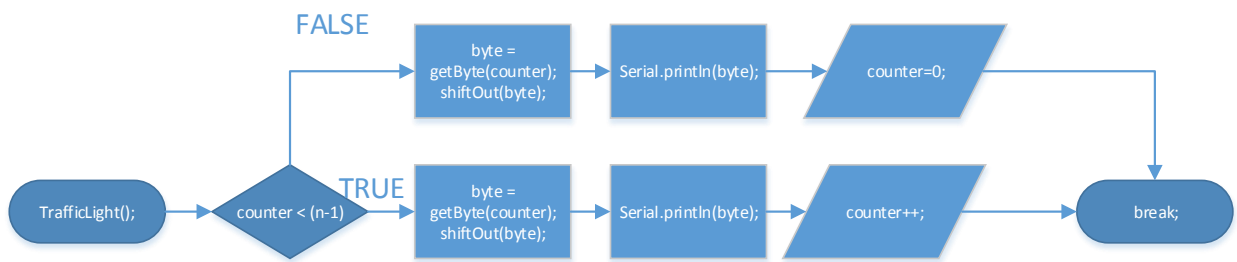 FALSE
byte =
getByte(counter);
shiftOut(byte);
Serial.println(byte);
counter=0;
TrafficLight();
counter < (n-1)
TRUE
byte =
getByte(counter);
shiftOut(byte);
Serial.println(byte);
counter++;
break;